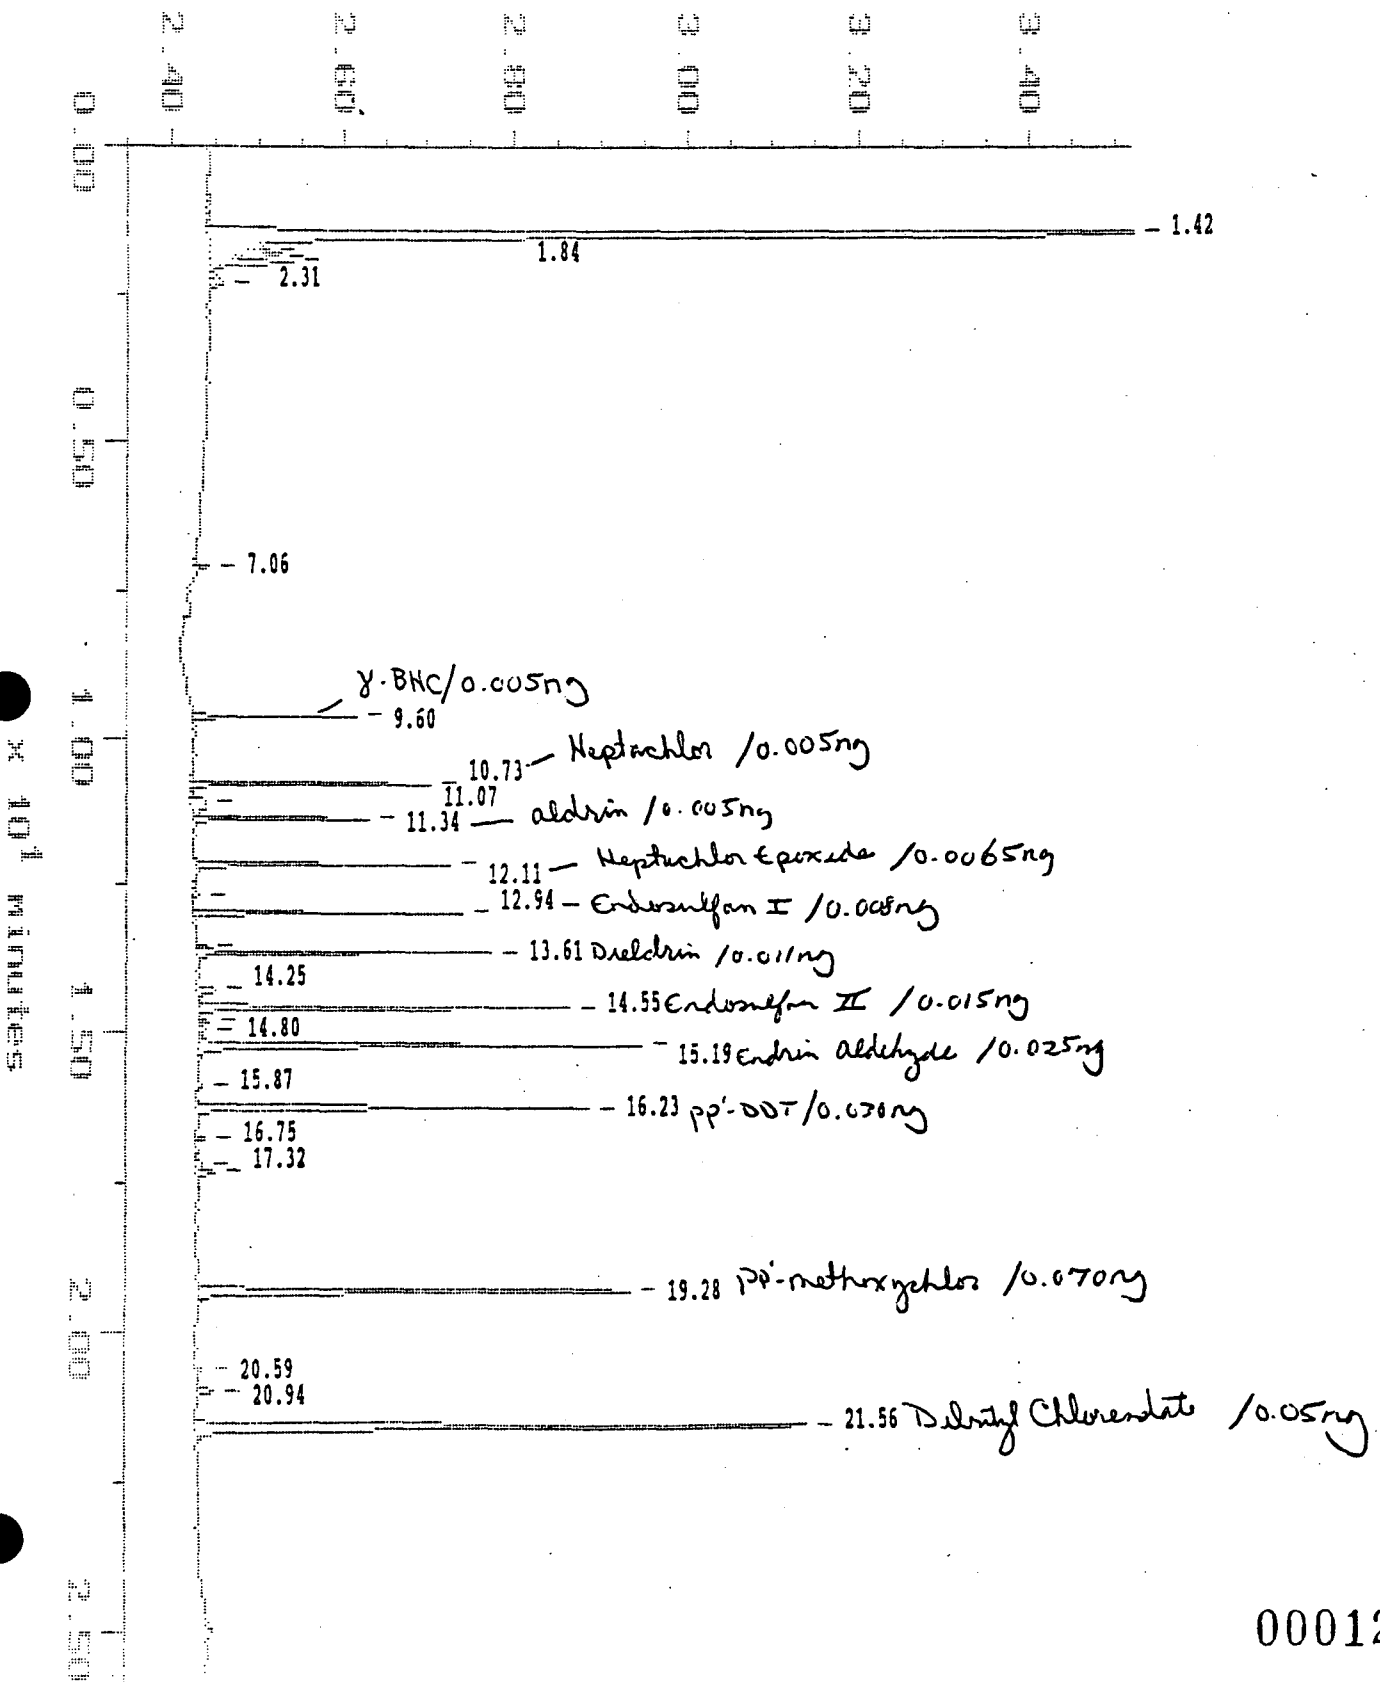 2.40 2.60 2.80 3.00 3.20 3.40
0.00
1.42
1.84
2.31
0.50
7.06
γ-BHC/0.005ng
9.60
1.00
10.73 Heptachlor /0.005ng
11.07
11.34 aldrin /0.005ng
12.11 Heptachlor Epoxide /0.0065ng
12.94 Endosulfan I /0.008ng
13.61 Dieldrin /0.011ng
14.25
14.55 Endosulfan II /0.015ng
14.80
1.50
15.19 Endrin Aldehyde /0.025ng
15.87
16.23 pp'-DDT/0.030ng
16.75
17.32
x 10¹ minutes
19.28 pp'-methoxychlor /0.070ng
2.00
20.59
20.94
21.56 Dibutyl Chlorendate /0.05ng
2.50
00012